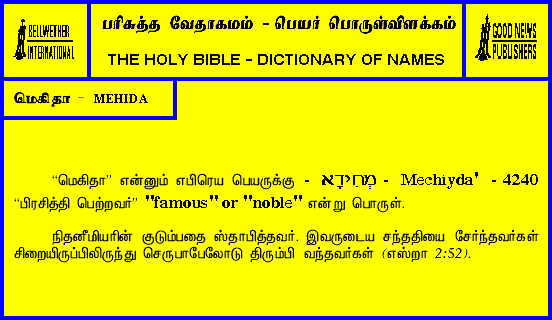 BELLWETHER
INTERNATIONAL
பரிசுத்த வேதாகமம் - பெயர் பொருள்விளக்கம்
THE HOLY BIBLE - DICTIONARY OF NAMES
GOOD NEWS
PUBLISHERS
மெகிதா - MEHIDA
“மெகிதா” என்னும் எபிரெய பெயருக்கு - מְחִידָא - Mechiyda' - 4240
“பிரசித்தி பெற்றவர்” "famous" or "noble" என்று பொருள்.
நிதனீமியரின் குடும்பதை ஸ்தாபித்தவர். இவருடைய சந்ததியை சேர்ந்தவர்கள்
சிறையிருப்பிலிருந்து செருபாபேலோடு திரும்பி வந்தவர்கள் (எஸ்றா 2:52).